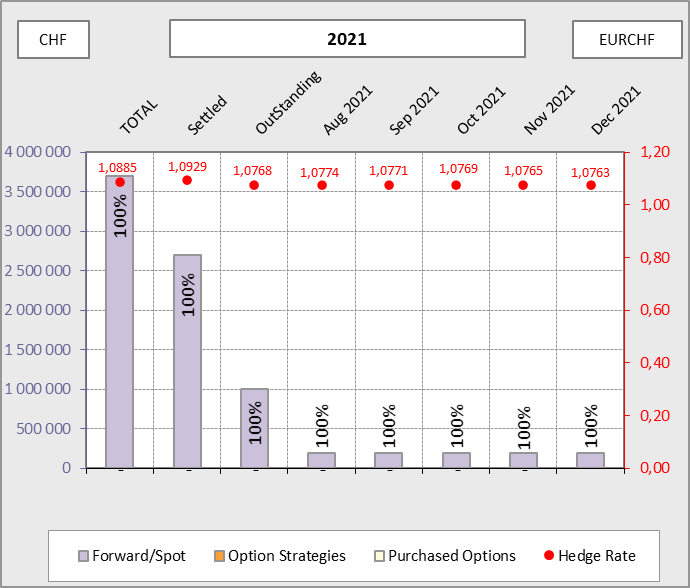 CHF
2021
EURCHF
TOTAL
Settled
OutStanding
Aug 2021
Sep 2021
Oct 2021
Nov 2021
Dec 2021
4 000 000
3 500 000
3 000 000
2 500 000
2 000 000
1 500 000
1 000 000
500 000
0
1,0885
1,0929
1,0768
1,0774
1,0771
1,0769
1,0765
1,0763
100%
100%
100%
100%
100%
100%
100%
100%
1,20
1,00
0,80
0,60
0,40
0,20
0,00
- - - - - - - -
Forward/Spot Option Strategies Purchased Options Hedge Rate